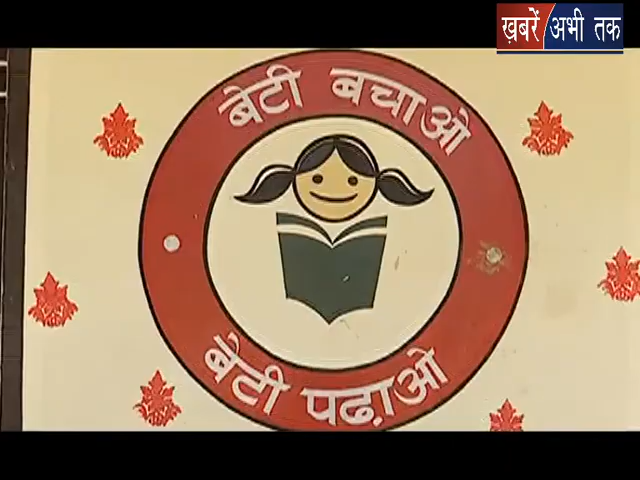 ख़बरें अभी तक
बेटी बचाओ
बेटी पढ़ाओ